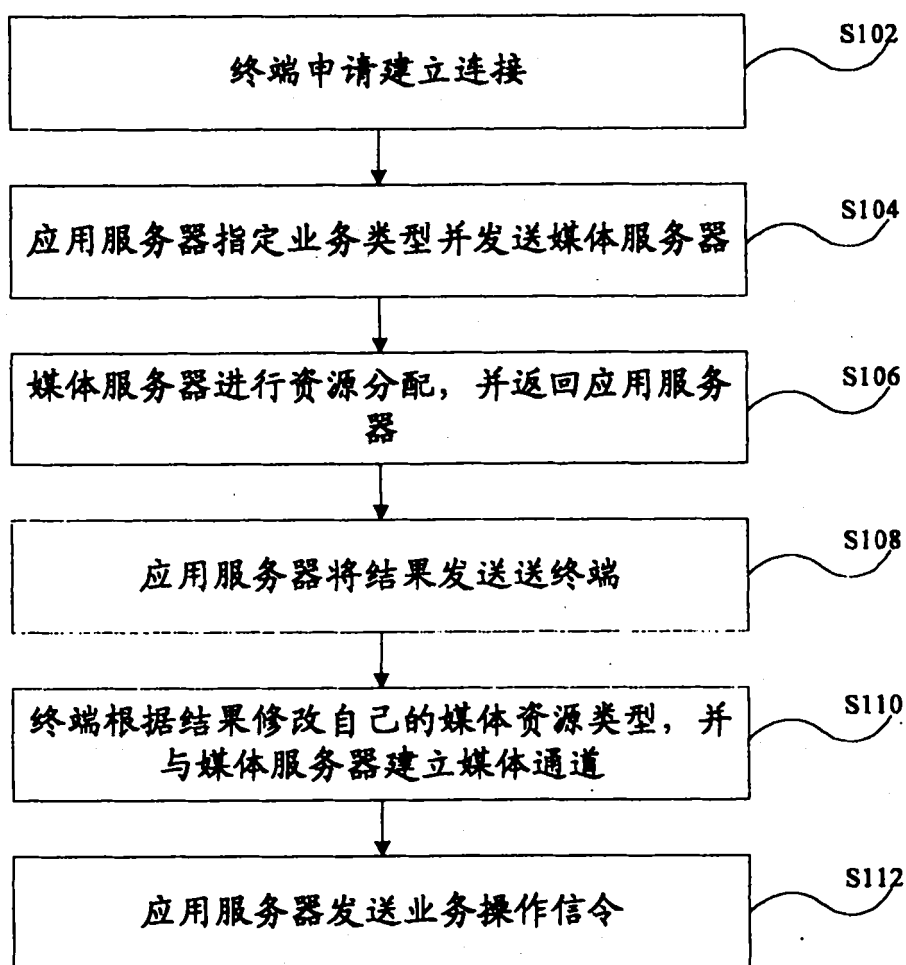 S102
终端申请建立连接
S104
应用服务器指定业务类型并发送媒体服务器
S106
媒体服务器进行资源分配，并返回应用服务
器
S108
应用服务器将结果发送送终端
S110
终端根据结果修改自己的媒体资源类型，并
与媒体服务器建立媒体通道
S112
应用服务器发送业务操作信令